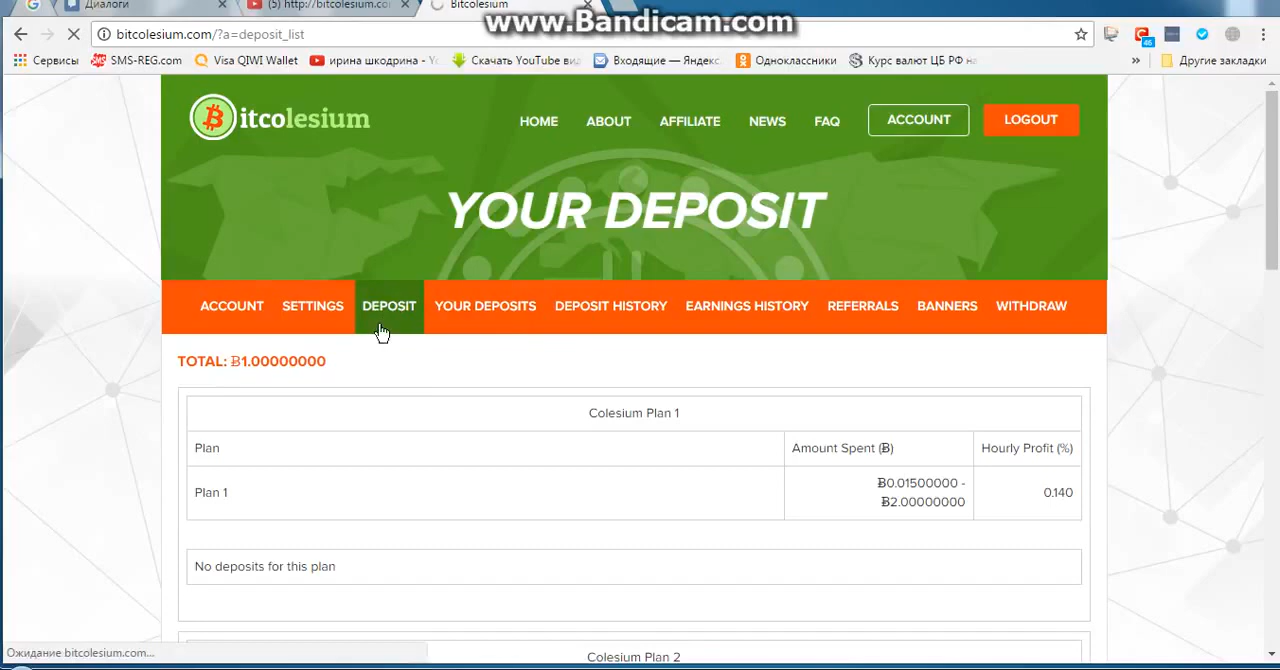 www.Bandicam.com
Диалоги
(5) http://bitcolesium.co
Bitcolesium
bitcolesium.com/?a=deposit_list
Сервисы SMS-REG.com Visa QIWI Wallet ирина шкодрина - Скачать YouTube Входящие — Яндекс. Одноклассники Курс валют ЦБ РФ » Другие закладки
46
Bitcolesium
HOME ABOUT AFFILIATE NEWS FAQ ACCOUNT LOGOUT
YOUR DEPOSIT
ACCOUNT SETTINGS DEPOSIT YOUR DEPOSITS DEPOSIT HISTORY EARNINGS HISTORY REFERRALS BANNERS WITHDRAW
TOTAL: Ƀ1.00000000
Colesium Plan 1
Plan Amount Spent (Ƀ) Hourly Profit (%)
Plan 1 Ƀ0.01500000 - 0.140
Ƀ2.00000000
No deposits for this plan
Colesium Plan 2
Ожидание bitcolesium.com...